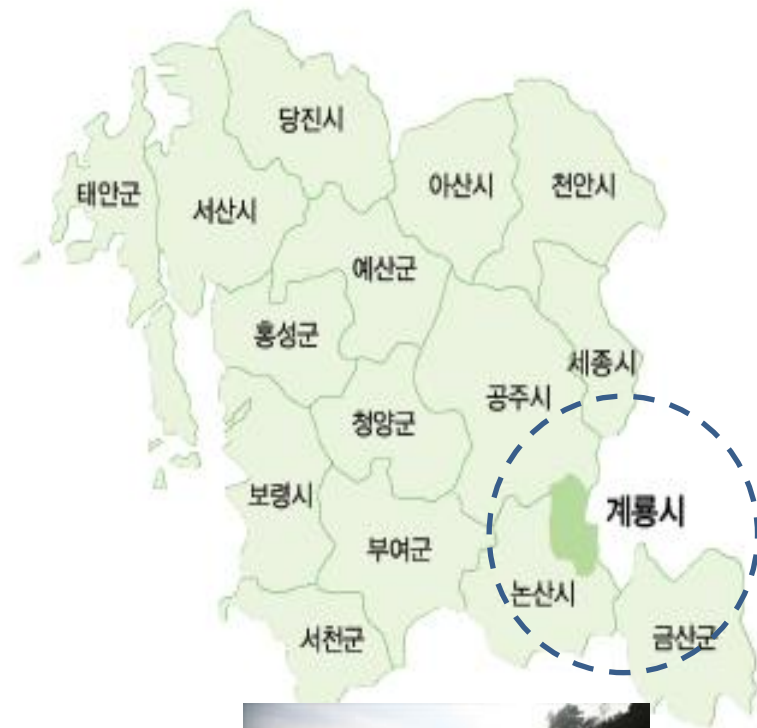 당진시
태안군
서산시
아산시
천안시
예산군
홍성군
세종시
공주시
청양군
보령시
계룡시
부여군
논산시
서천군
금산군